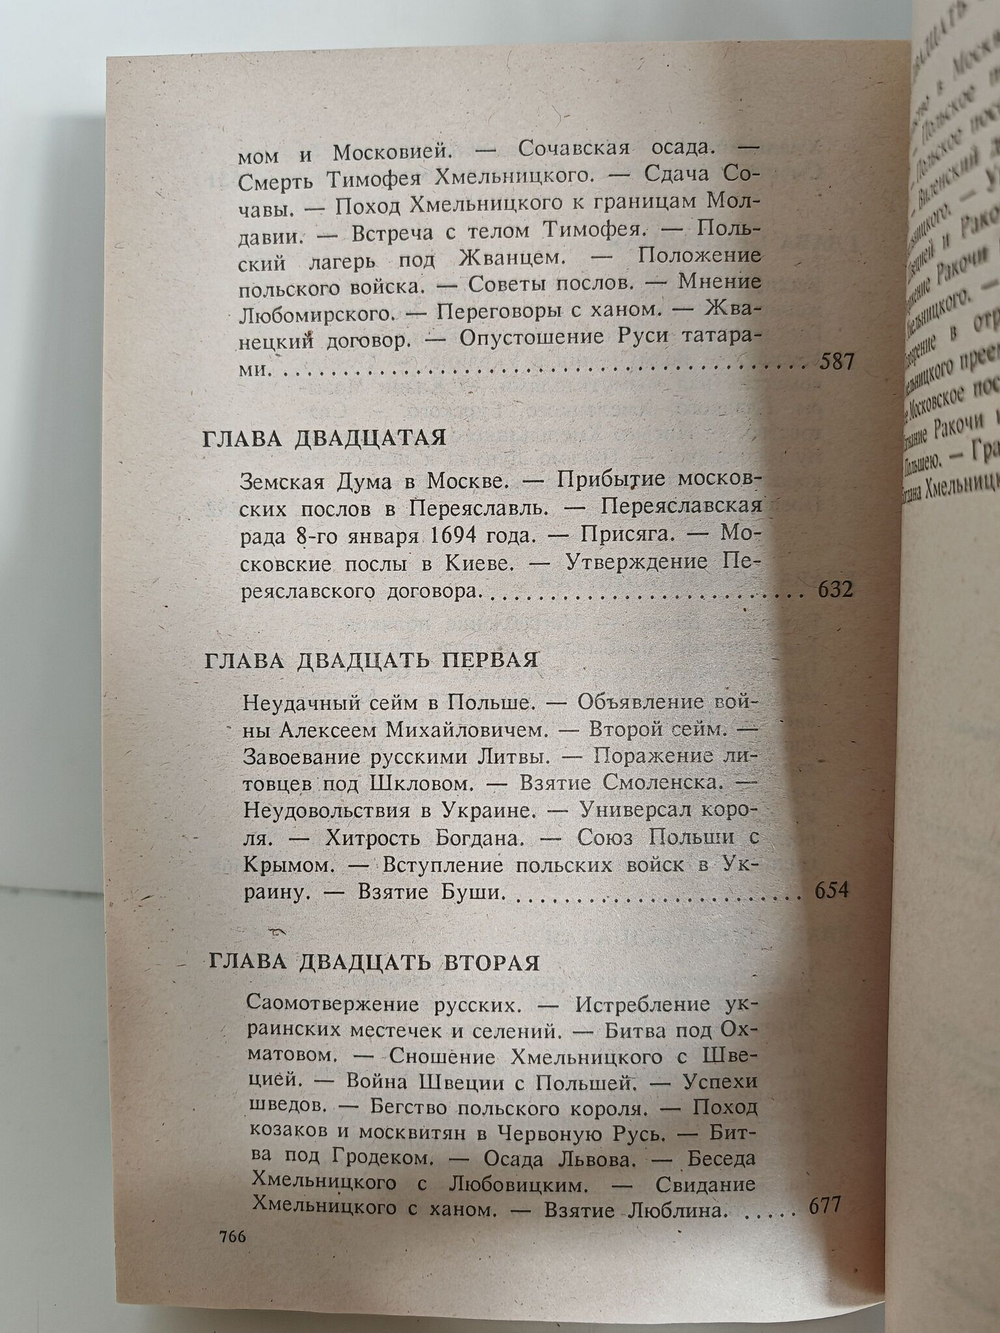 мом и Московией. — Сочавская осада. —
Смерть Тимофея Хмельницкого. — Сдача Со-
чавы. — Поход Хмельницкого к границам Мол-
давии. — Встреча с телом Тимофея. — Поль-
ский лагерь под Жванцем. — Положение
польского войска. — Советы послов. — Мнение
Любомирского. — Переговоры с ханом. — Жва-
нецкий договор. — Опустошение Руси татара-
ми. . . . . . . . . . . . . . . . . . . . . . . . . . . . . . . . . . . . . . . . 587
ГЛАВА ДВАДЦАТАЯ
Земская Дума в Москве. — Прибытие москов-
ских послов в Переяславль. — Переяславская
рада 8-го января 1694 года. — Присяга. — Мо-
сковские послы в Киеве. — Утверждение Пе-
реяславского договора. . . . . . . . . . . . . . . . . . . . . . . . . 632
ГЛАВА ДВАДЦАТЬ ПЕРВАЯ
Неудачный сейм в Польше. — Объявление вой-
ны Алексеем Михайловичем. — Второй сейм. —
Завоевание русскими Литвы. — Поражение ли-
товцев под Шкловом. — Взятие Смоленска. —
Неудовольствия в Украине. — Универсал коро-
ля. — Хитрость Богдана. — Союз Польши с
Крымом. — Вступление польских войск в Ук-
раину. — Взятие Буши. . . . . . . . . . . . . . . . . . . . . . . . 654
ГЛАВА ДВАДЦАТЬ ВТОРАЯ
Саомотвержение русских. — Истребление ук-
раинских местечек и селений. — Битва под Ох-
матовом. — Сношение Хмельницкого с Шве-
цией. — Война Швеции с Польшей. — Успехи
шведов. — Бегство польского короля. — Поход
козаков и москвитян в Червоную Русь. — Бит-
ва под Гродеком. — Осада Львова. — Беседа
Хмельницкого с Любовицким. — Свидание
Хмельницкого с ханом. — Взятие Люблина. . . . . . 677
766